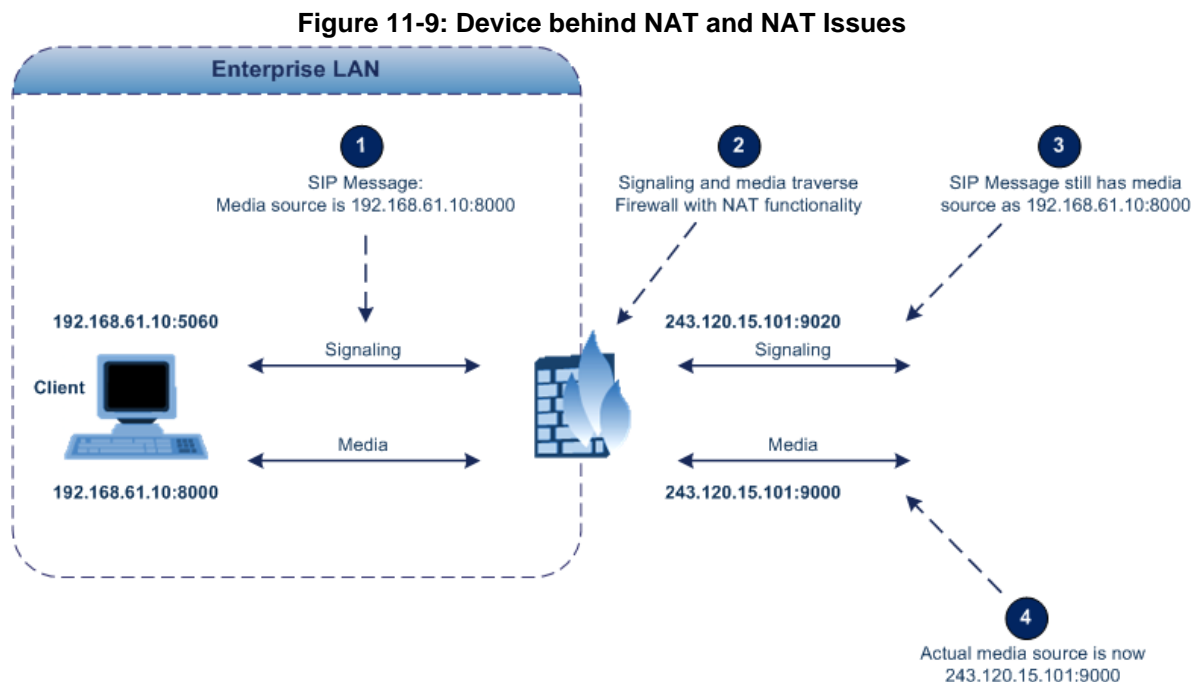 Figure 11-9: Device behind NAT and NAT Issues
Enterprise LAN
1
SIP Message:
Media source is 192.168.61.10:8000
2
Signaling and media traverse
Firewall with NAT functionality
3
SIP Message still has media
source as 192.168.61.10:8000
192.168.61.10:5060
243.120.15.101:9020
Signaling
Signaling
Client
Media
Media
192.168.61.10:8000
243.120.15.101:9000
4
Actual media source is now
243.120.15.101:9000